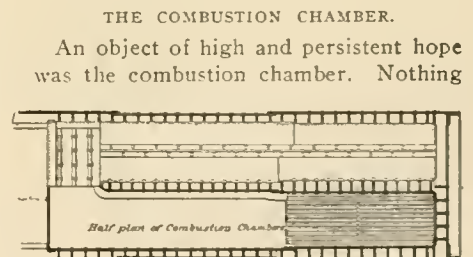 THE COMBUSTION CHAMBER.
An object of high and persistent hope
was the combustion chamber. Nothing
Half plan of Combustion Chambers